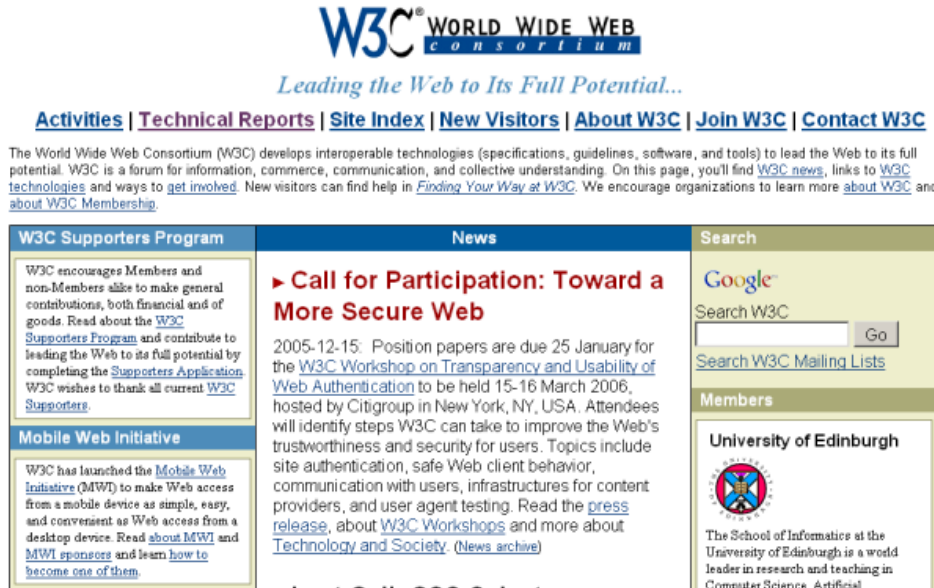 W3C® WORLD WIDE WEB
consortium
Leading the Web to Its Full Potential...
Activities | Technical Reports | Site Index | New Visitors | About W3C | Join W3C | Contact W3C
The World Wide Web Consortium (W3C) develops interoperable technologies (specifications, guidelines, software, and tools) to lead the Web to its full
potential. W3C is a forum for information, commerce, communication, and collective understanding. On this page, you'll find W3C news, links to W3C
technologies and ways to get involved. New visitors can find help in Finding Your Way at W3C. We encourage organizations to learn more about W3C and
about W3C Membership.
W3C Supporters Program
W3C encourages Members and
non-Members alike to make general
contributions, both financial and of
goods. Read about the W3C
Supporters Program and contribute to
leading the Web to its full potential by
completing the Supporters Application.
W3C wishes to thank all current W3C
Supporters.
Mobile Web Initiative
W3C has launched the Mobile Web
Initiative (MWI) to make Web access
from a mobile device as simple, easy,
and convenient as Web access from a
desktop device. Read about MWI and
MWI sponsors and learn how to
become one of them.
News
▸ Call for Participation: Toward a
More Secure Web
2005-12-15: Position papers are due 25 January for
the W3C Workshop on Transparency and Usability of
Web Authentication to be held 15-16 March 2006,
hosted by Citigroup in New York, NY, USA. Attendees
will identify steps W3C can take to improve the Web's
trustworthiness and security for users. Topics include
site authentication, safe Web client behavior,
communication with users, infrastructures for content
providers, and user agent testing. Read the press
release, about W3C Workshops and more about
Technology and Society. (News archive)
Search
Google™
Search W3C
Go
Search W3C Mailing Lists
Members
University of Edinburgh
The School of Informatics at the
University of Edinburgh is a world
leader in research and teaching in
Computer Science, Artificial